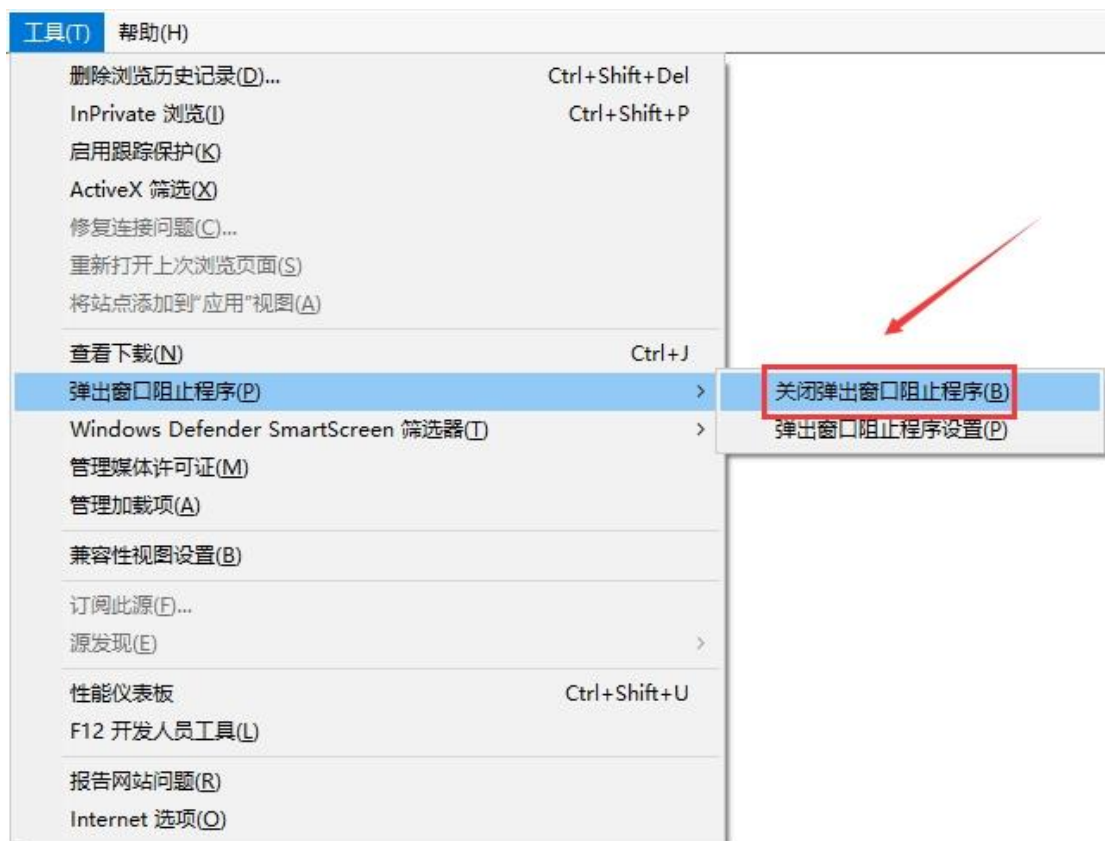 工具(T) 帮助(H)
删除浏览历史记录(D)... Ctrl+Shift+Del
InPrivate 浏览(I) Ctrl+Shift+P
启用跟踪保护(K)
ActiveX 筛选(X)
修复连接问题(C)...
重新打开上次浏览页面(S)
将站点添加到“应用”视图(A)
查看下载(N) Ctrl+J
弹出窗口阻止程序(P) > 关闭弹出窗口阻止程序(B)
Windows Defender SmartScreen 筛选器(T) > 弹出窗口阻止程序设置(P)
管理媒体许可证(M)
管理加载项(A)
兼容性视图设置(B)
订阅此源(F)...
源发现(E) >
性能仪表板 Ctrl+Shift+U
F12 开发人员工具(L)
报告网站问题(R)
Internet 选项(O)